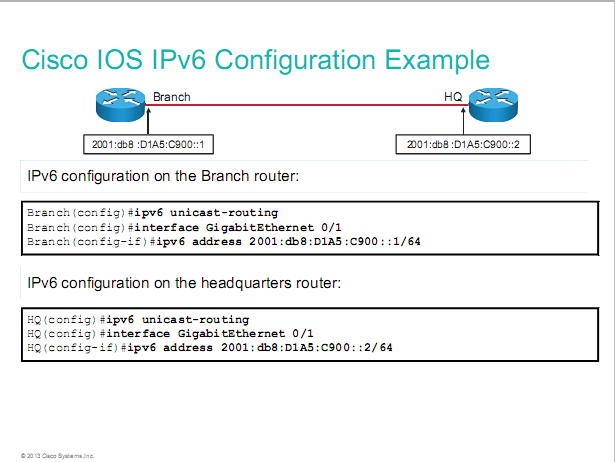 Cisco IOS IPv6 Configuration Example
Branch HQ
2001:db8 :D1A5:C900::1 2001:db8 :D1A5:C900::2
IPv6 configuration on the Branch router:
Branch(config)#ipv6 unicast-routing
Branch(config)#interface GigabitEthernet 0/1
Branch(config-if)#ipv6 address 2001:db8:D1A5:C900::1/64
IPv6 configuration on the headquarters router:
HQ(config)#ipv6 unicast-routing
HQ(config)#interface GigabitEthernet 0/1
HQ(config-if)#ipv6 address 2001:db8:D1A5:C900::2/64
© 2013 Cisco Systems, Inc.